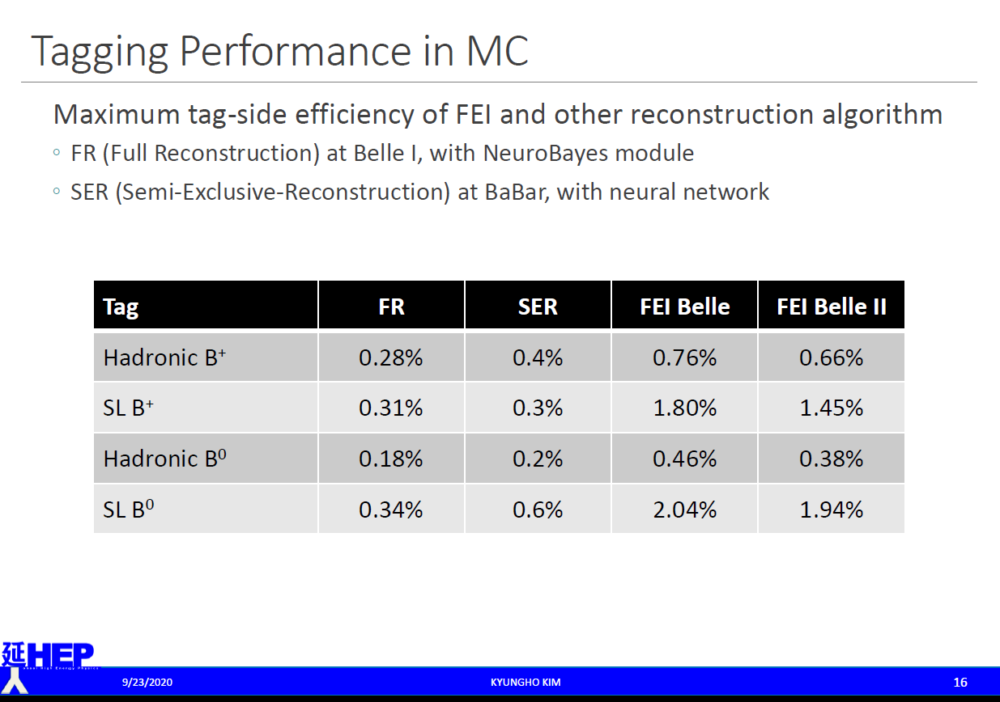 Tagging Performance in MC
Maximum tag-side efficiency of FEI and other reconstruction algorithm
◦ FR (Full Reconstruction) at Belle I, with NeuroBayes module
◦ SER (Semi-Exclusive-Reconstruction) at BaBar, with neural network
Tag FR SER FEI Belle FEI Belle II
Hadronic B⁺ 0.28% 0.4% 0.76% 0.66%
SL B⁺ 0.31% 0.3% 1.80% 1.45%
Hadronic B⁰ 0.18% 0.2% 0.46% 0.38%
SL B⁰ 0.34% 0.6% 2.04% 1.94%
延HEP
High Energy Physics
9/23/2020 KYUNGHO KIM 16